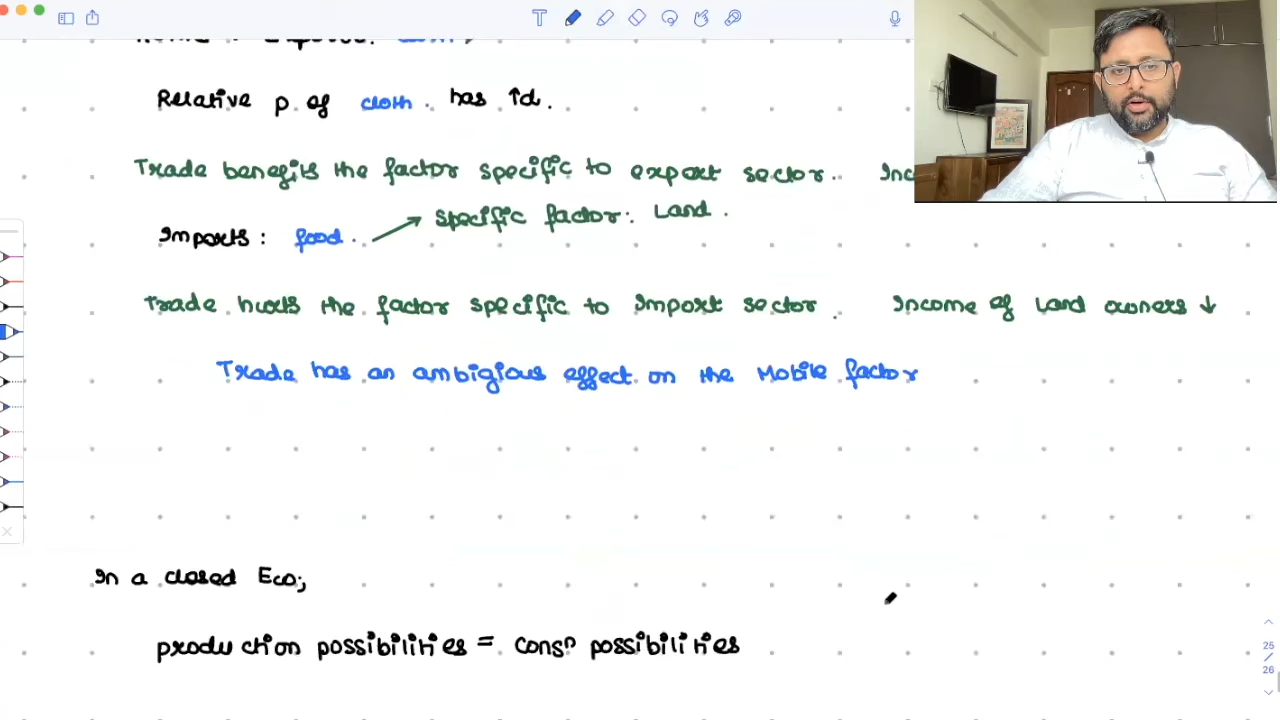 Relative p of cloth. has ↑d.
Trade benefits the factor specific to export sector. Inc
Imports: food. → specific factor: Land.
Trade hurts the factor specific to Import sector. Income of Land owners ↓
Trade has an ambigious effect on the Mobile factor
In a closed Eco;
production possibilities = consⁿ possibilities
25
/
26